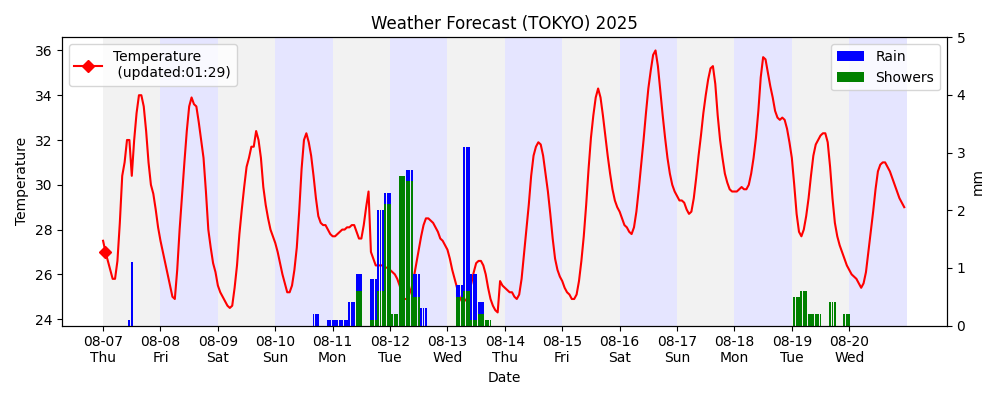 Weather Forecast (TOKYO) 2025
Temperature
(updated:01:29)
Rain
Showers
36
34
32
30
28
26
24
Temperature
5
4
3
2
1
0
mm
08-07 08-08 08-09 08-10 08-11 08-12 08-13 08-14 08-15 08-16 08-17 08-18 08-19 08-20
Thu Fri Sat Sun Mon Tue Wed Thu Fri Sat Sun Mon Tue Wed
Date